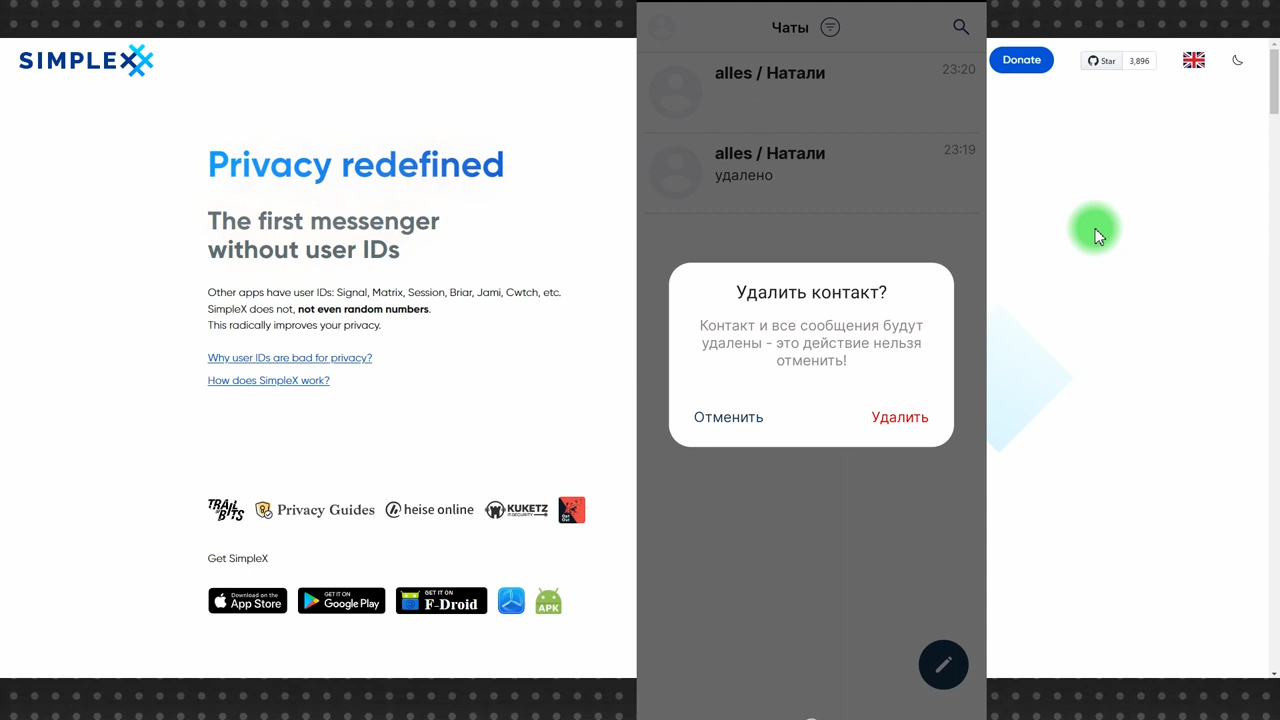 SIMPLEX
Privacy redefined
The first messenger
without user IDs
Other apps have user IDs: Signal, Matrix, Session, Briar, Jami, Cwtch, etc.
SimpleX does not, not even random numbers.
This radically improves your privacy.
Why user IDs are bad for privacy?
How does SimpleX work?
TRAIL OF BITS
Privacy Guides
heise online
KUKETZ
IT-SECURITY
Opt Out
Get SimpleX
Download on the
App Store
GET IT ON
Google Play
GET IT ON
F-Droid
APK
Чаты
alles / Натали
23:20
alles / Натали
23:19
удалено
Удалить контакт?
Контакт и все сообщения будут
удалены - это действие нельзя
отменить!
Отменить
Удалить
Donate
Star
3,896